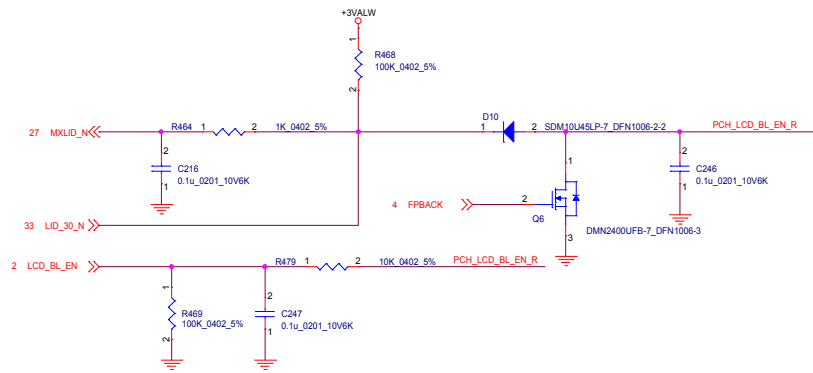 +3VALW
1
R468
100K_0402_5%
2
27 MXLID_N
R464 1 2 1K_0402_5%
D10
1 2 SDM10U45LP-7_DFN1006-2-2
PCH_LCD_BL_EN_R
2
C216
0.1u_0201_10V6K
1
1
2
C246
0.1u_0201_10V6K
1
4 FPBACK
2
Q6
3
DMN2400UFB-7_DFN1006-3
33 LID_30_N
2 LCD_BL_EN
R479 1 2 10K_0402_5%
PCH_LCD_BL_EN_R
1
R469
100K_0402_5%
2
2
C247
0.1u_0201_10V6K
1